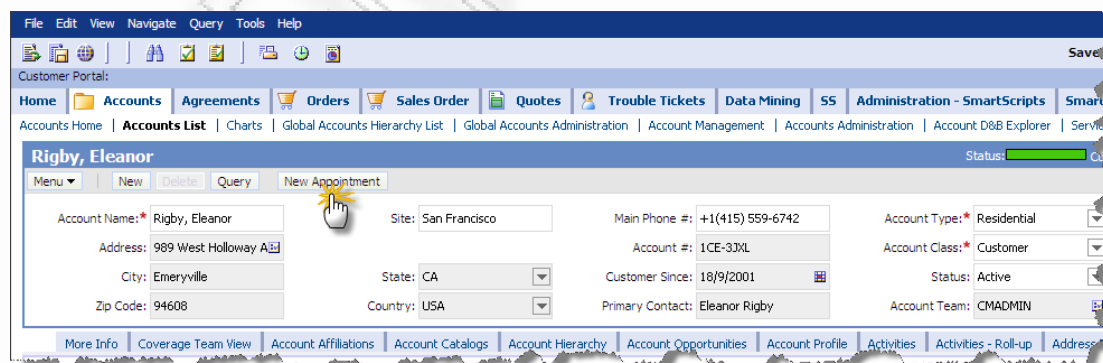 File Edit View Navigate Query Tools Help
Save
Customer Portal:
Home Accounts Agreements Orders Sales Order Quotes Trouble Tickets Data Mining SS Administration - SmartScripts
Accounts Home | Accounts List | Charts | Global Accounts Hierarchy List | Global Accounts Administration | Account Management | Accounts Administration | Account D&B Explorer |
Rigby, Eleanor Status:
Menu New Delete Query New Appointment
Account Name:* Rigby, Eleanor Site: San Francisco Main Phone #: +1(415) 559-6742 Account Type:* Residential
Address: 989 West Holloway A Account #: 1CE-3JXL Account Class:* Customer
City: Emeryville State: CA Customer Since: 18/9/2001 Status: Active
Zip Code: 94608 Country: USA Primary Contact: Eleanor Rigby Account Team: CMADMIN
More Info Coverage Team View Account Affiliations Account Catalogs Account Hierarchy Account Opportunities Account Profile Activities Activities - Roll-up Address